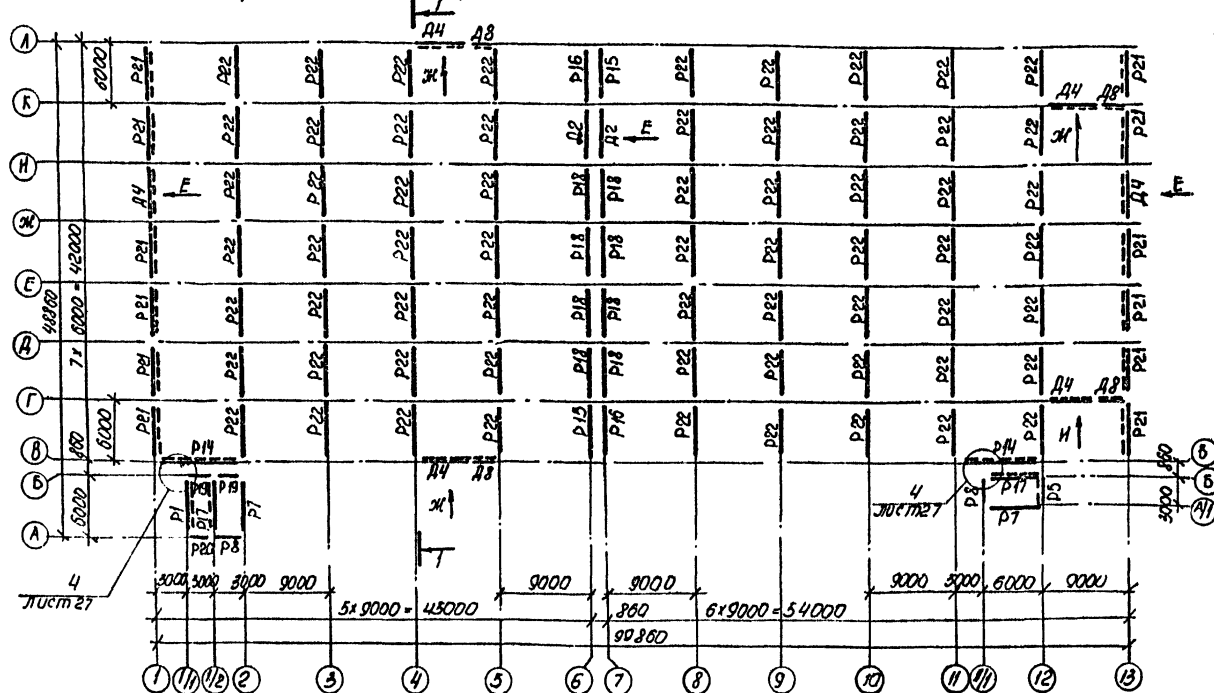 1
Л Д4 Д8
6000 Р21 Р22 Р22 Р22 Ж Р22 Р16 Р15 Р22 Р22 Р22 Р22 Р22 Р21
К Д4 Д8
Р21 Р22 Р22 Р22 Р22 Д2 Д2 Е Р22 Р22 Р22 Р22 Р22 Ж Р21
И
Д4 Е Р22 Р22 Р22 Р22 Р18 Р18 Р22 Р22 Р22 Р22 Р22 Д4 Е
Ж
Р21 Р22 Р22 Р22 Р22 Р18 Р18 Р22 Р22 Р22 Р22 Р22 Р21
Е
48860 7х6000=42000
Р21 Р22 Р22 Р22 Р22 Р18 Р18 Р22 Р22 Р22 Р22 Р22 Р21
Д
Р21 Р22 Р22 Р22 Р22 Р18 Р18 Р22 Р22 Р22 Р22 Р22 Р21
Г Д4 Д8
6000 Р21 Р22 Р22 Р22 Р22 Р15 Р16 Р22 Р22 Р22 Р22 Р22 И Р21
В 860 Р14 Д4 Д8 Р14 860 В
Б Р19 Р19 Р17 Б
6000 Р1 Р17 Р7 Ж 4 лист 27 Р8 Р7 Р5 3000 А/1
А Р20 Р8
1
4 лист 27
3000 3000 3000 9000 9000 9000 9000 3000 6000 9000
5х9000=45000 860 6х9000=54000
99860
1 1/1 1/2 2 3 4 5 6 7 8 9 10 11 11/1 12 13